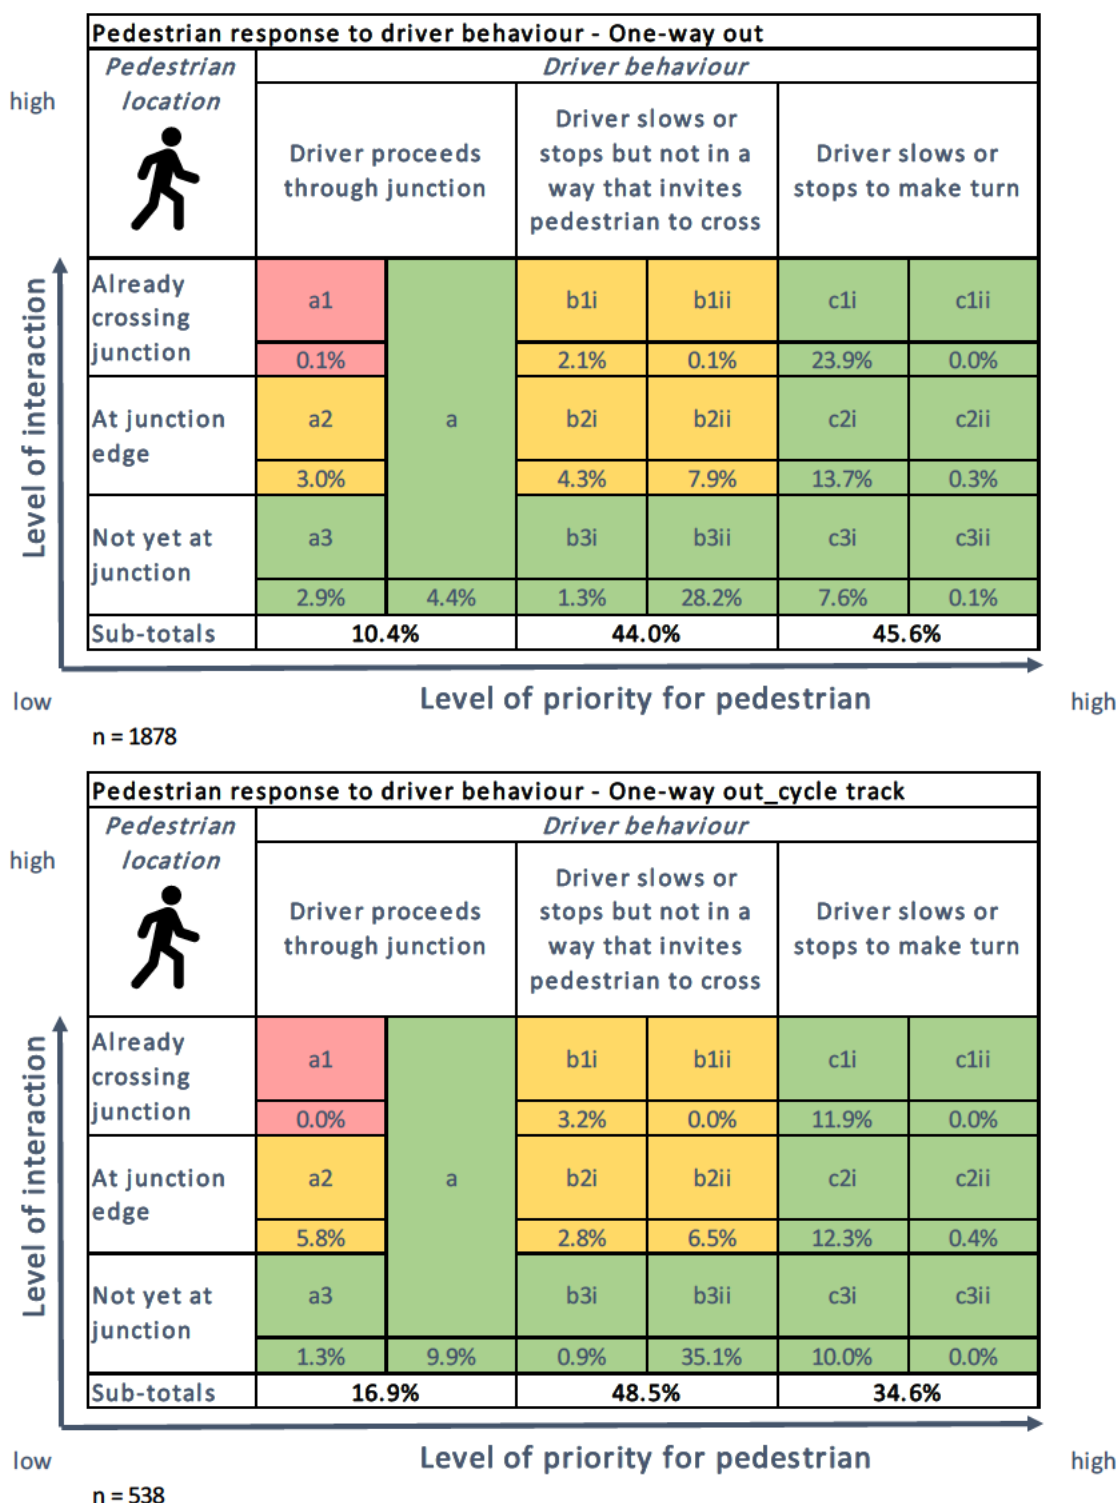 Pedestrian response to driver behaviour - One-way out
Pedestrian location
Driver behaviour
high
Driver proceeds through junction
Driver slows or stops but not in a way that invites pedestrian to cross
Driver slows or stops to make turn
Level of interaction
Already crossing junction
a1
b1i
b1ii
c1i
c1ii
0.1%
2.1%
0.1%
23.9%
0.0%
At junction edge
a2
a
b2i
b2ii
c2i
c2ii
3.0%
4.3%
7.9%
13.7%
0.3%
Not yet at junction
a3
b3i
b3ii
c3i
c3ii
2.9%
4.4%
1.3%
28.2%
7.6%
0.1%
Sub-totals
10.4%
44.0%
45.6%
low
Level of priority for pedestrian
high
n = 1878
Pedestrian response to driver behaviour - One-way out_cycle track
Pedestrian location
Driver behaviour
high
Driver proceeds through junction
Driver slows or stops but not in a way that invites pedestrian to cross
Driver slows or stops to make turn
Level of interaction
Already crossing junction
a1
b1i
b1ii
c1i
c1ii
0.0%
3.2%
0.0%
11.9%
0.0%
At junction edge
a2
a
b2i
b2ii
c2i
c2ii
5.8%
2.8%
6.5%
12.3%
0.4%
Not yet at junction
a3
b3i
b3ii
c3i
c3ii
1.3%
9.9%
0.9%
35.1%
10.0%
0.0%
Sub-totals
16.9%
48.5%
34.6%
low
Level of priority for pedestrian
high
n = 538